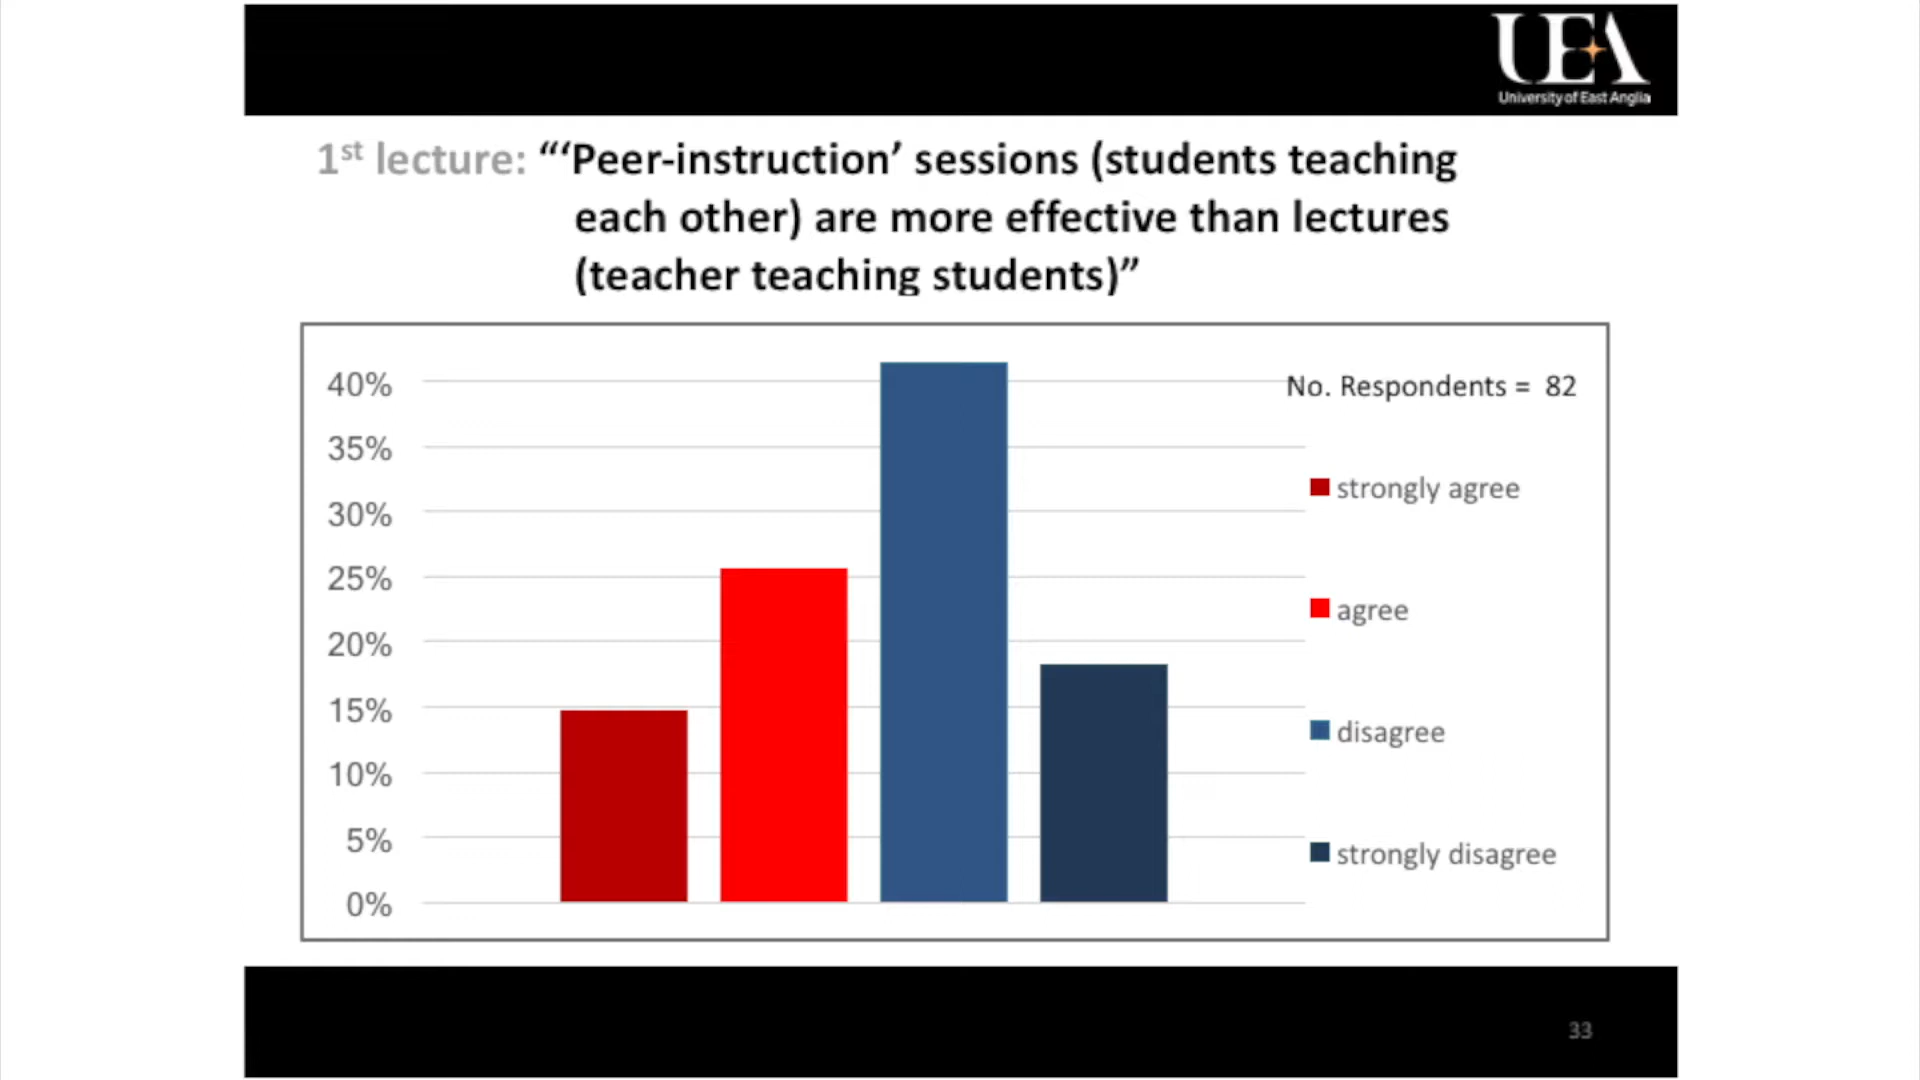 UEA
University of East Anglia
1st lecture: “‘Peer-instruction’ sessions (students teaching
each other) are more effective than lectures
(teacher teaching students)”
40%
35%
30%
25%
20%
15%
10%
5%
0%
No. Respondents = 82
strongly agree
agree
disagree
strongly disagree
33